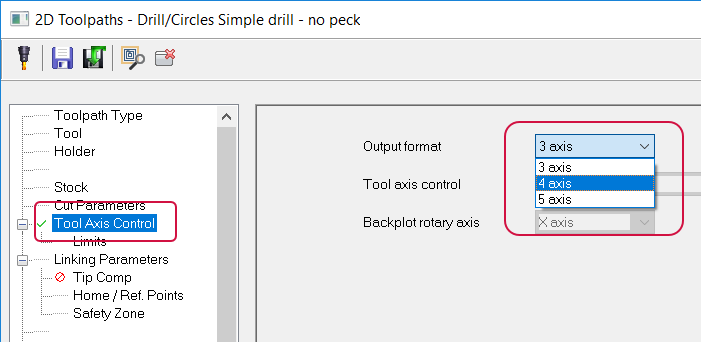 2D Toolpaths - Drill/Circles Simple drill - no peck
Toolpath Type
Tool
Holder
Stock
Cut Parameters
Tool Axis Control
Limits
Linking Parameters
Tip Comp
Home / Ref. Points
Safety Zone
Output format
3 axis
3 axis
4 axis
5 axis
Tool axis control
Backplot rotary axis
X axis